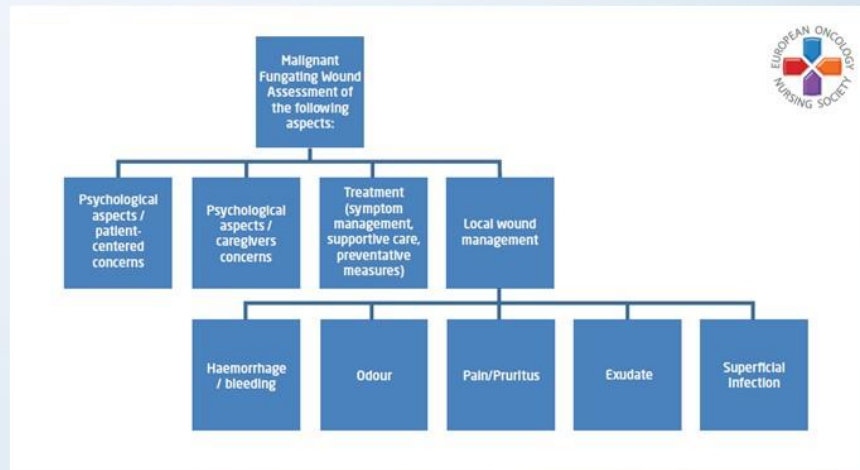 EUROPEAN ONCOLOGY
NURSING SOCIETY
Malignant
Fungating Wound
Assessment of
the following
aspects:
Psychological
aspects /
patient-
centered
concerns
Psychological
aspects /
caregivers
concerns
Treatment
(symptom
management,
supportive care,
preventative
measures)
Local wound
management
Haemorrhage
/ bleeding
Odour
Pain/Pruritus
Exudate
Superficial
Infection